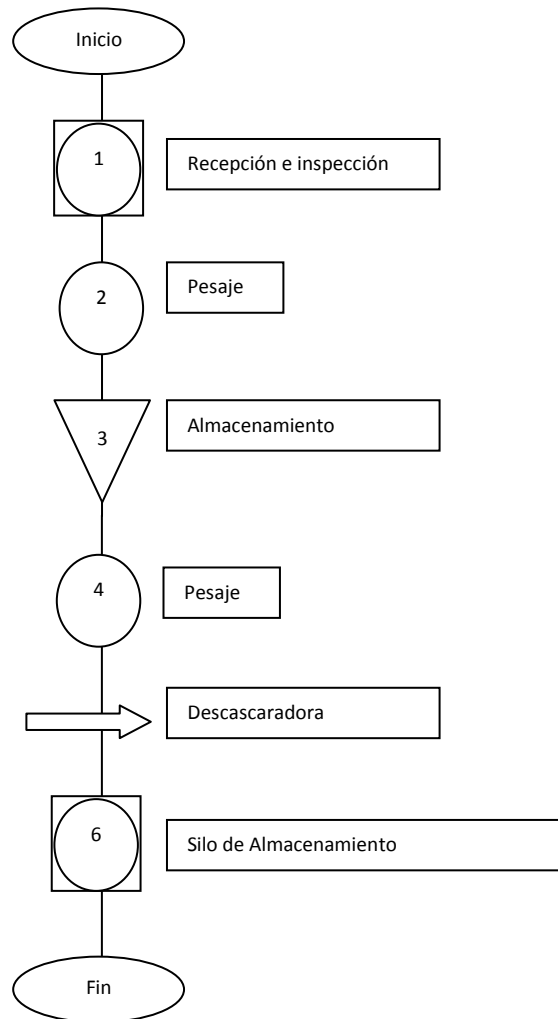 Inicio
1
Recepción e inspección
2
Pesaje
3
Almacenamiento
4
Pesaje
Descascaradora
6
Silo de Almacenamiento
Fin